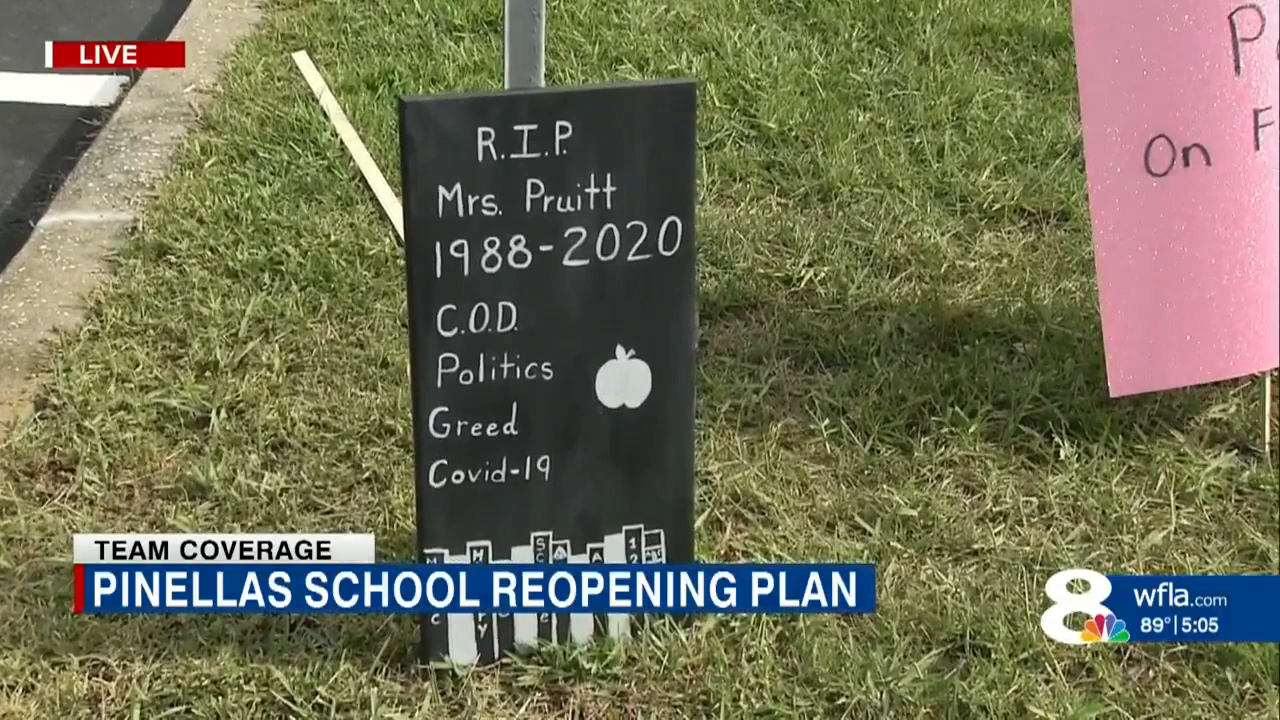 LIVE
R.I.P.
Mrs. Pruitt
1988-2020
C.O.D.
Politics
Greed
Covid-19
P
On F
TEAM COVERAGE
PINELLAS SCHOOL REOPENING PLAN
8 wfla.com
89° | 5:05